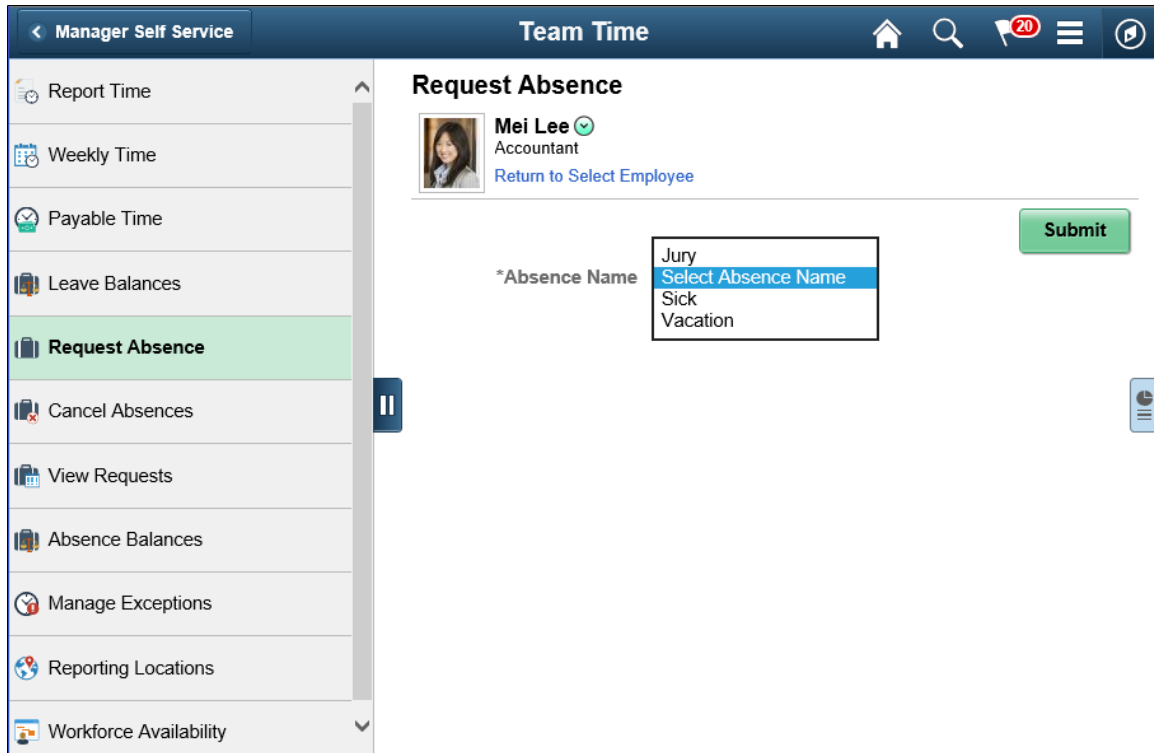 Manager Self Service
Team Time
20
Report Time
Weekly Time
Payable Time
Leave Balances
Request Absence
Cancel Absences
View Requests
Absence Balances
Manage Exceptions
Reporting Locations
Workforce Availability
Request Absence
Mei Lee
Accountant
Return to Select Employee
Submit
*Absence Name
Jury
Select Absence Name
Sick
Vacation